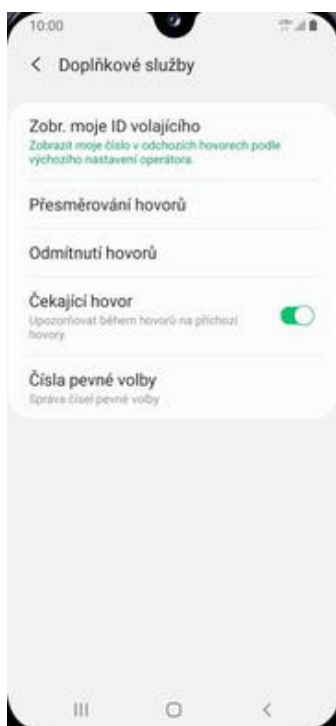 10:00
Doplňkové služby
Zobr. moje ID volajícího
Zobrazit moje číslo v odchozích hovorech podle
výchozího nastavení operátora.
Přesměrování hovorů
Odmítnutí hovorů
Čekající hovor
Upozorňovat během hovorů na příchozí
hovory.
Čísla pevné volby
Správa čísel pevné volby